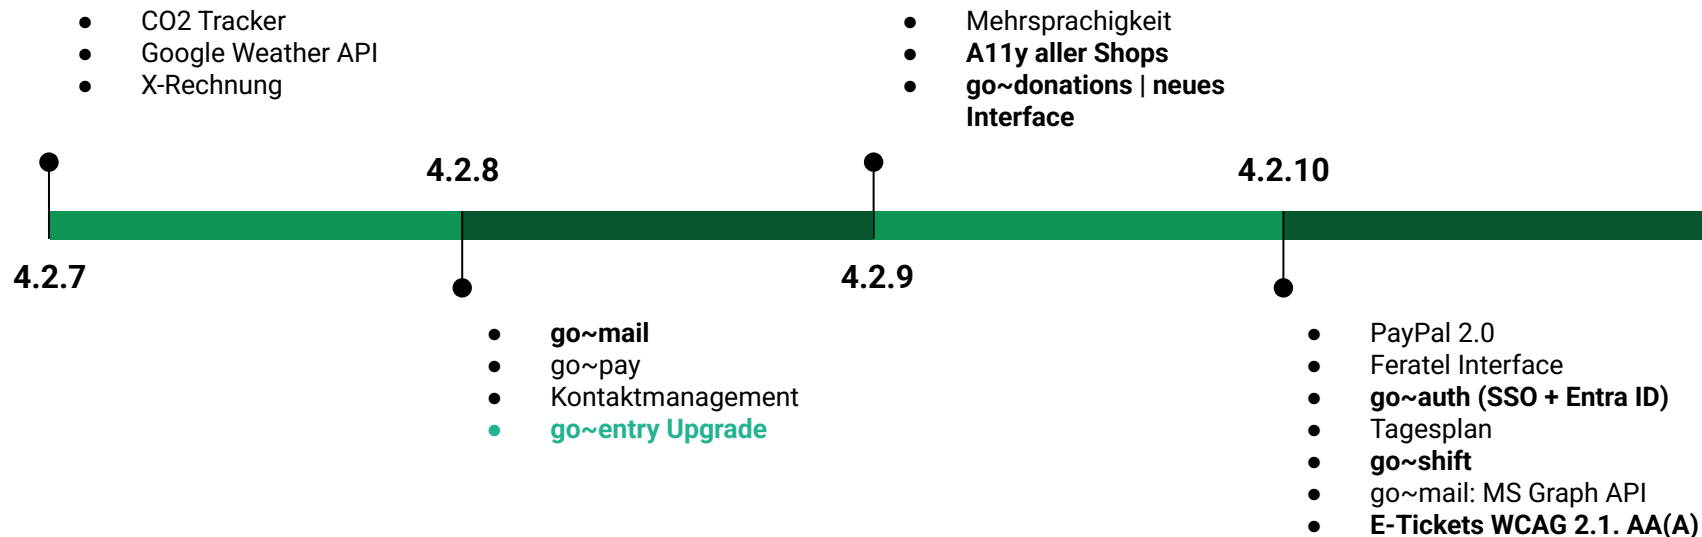 CO2 Tracker
Google Weather API
X-Rechnung
4.2.7
4.2.8
go~mail
go~pay
Kontaktmanagement
go~entry Upgrade
Mehrsprachigkeit
A11y aller Shops
go~donations | neues
Interface
4.2.9
4.2.10
PayPal 2.0
Feratel Interface
go~auth (SSO + Entra ID)
Tagesplan
go~shift
go~mail: MS Graph API
E-Tickets WCAG 2.1. AA(A)